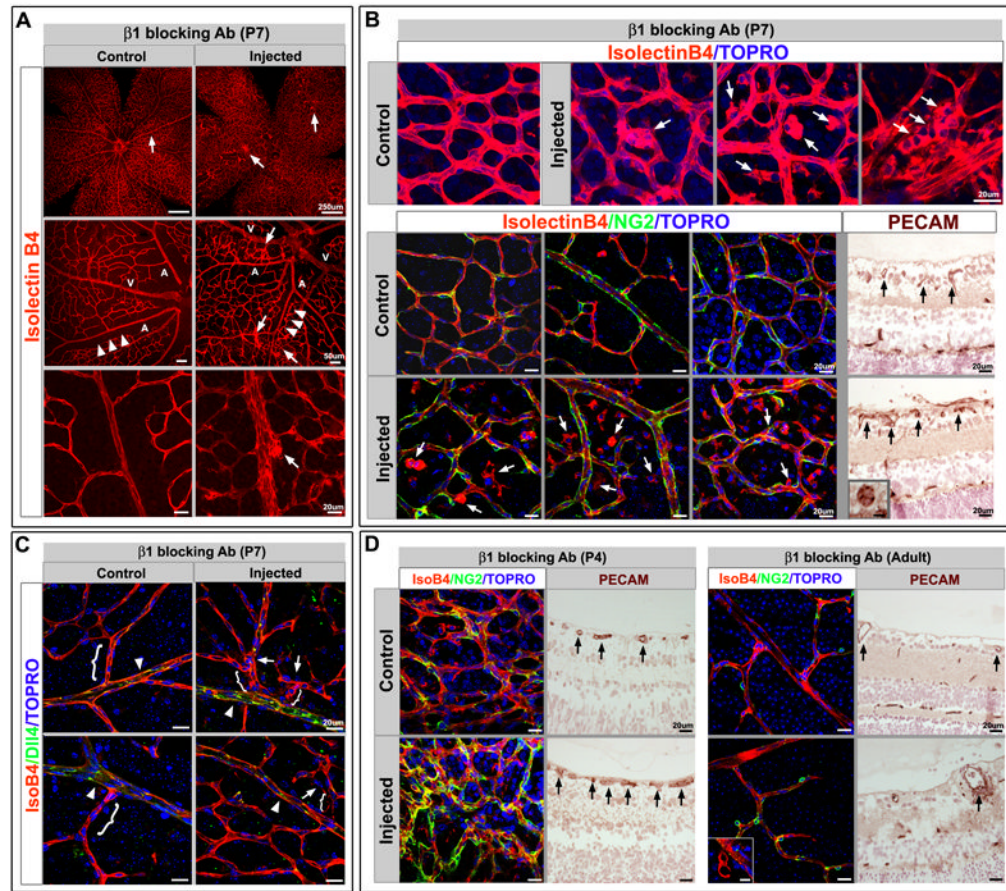 A
β1 blocking Ab (P7)
Control Injected
Isolectin B4
250um
V
A
V
A
V
A
V
A
50um
20um
B
β1 blocking Ab (P7)
IsolectinB4/TOPRO
Control
Injected
20um
IsolectinB4/NG2/TOPRO PECAM
Control
20um
20um
Injected
20um
20um
C
β1 blocking Ab (P7)
Control Injected
IsoB4/Dll4/TOPRO
20um
D
β1 blocking Ab (P4) β1 blocking Ab (Adult)
IsoB4/NG2/TOPRO PECAM IsoB4/NG2/TOPRO PECAM
Control
20um
20um
Injected